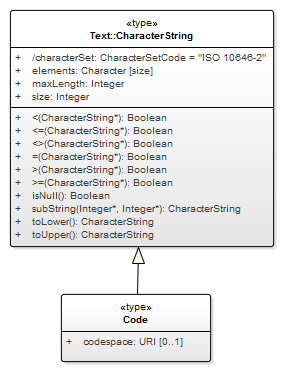 «type»
Text::CharacterString
+ /characterSet: CharacterSetCode = "ISO 10646-2"
+ elements: Character [size]
+ maxLength: Integer
+ size: Integer
+ <(CharacterString*): Boolean
+ <=(CharacterString*): Boolean
+ <>(CharacterString*): Boolean
+ =(CharacterString*): Boolean
+ >(CharacterString*): Boolean
+ >=(CharacterString*): Boolean
+ isNull(): Boolean
+ subString(Integer*, Integer*): CharacterString
+ toLower(): CharacterString
+ toUpper(): CharacterString
«type»
Code
+ codespace: URI [0..1]